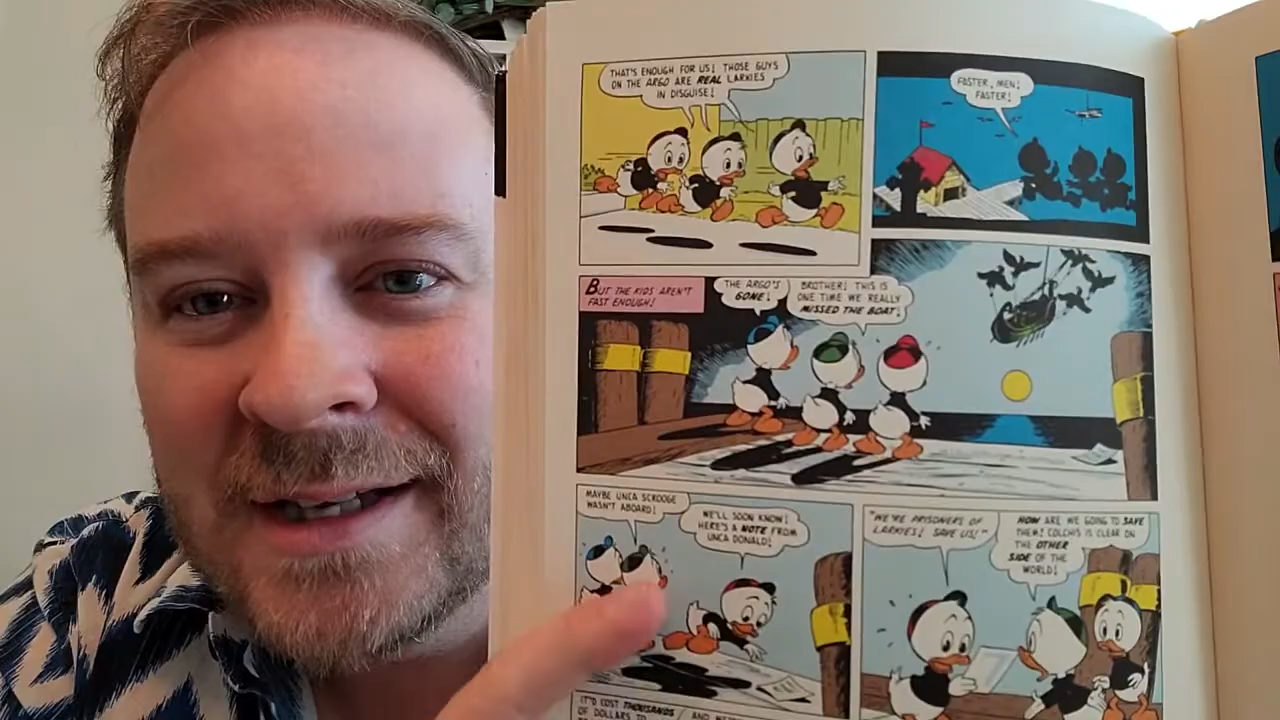 THAT'S ENOUGH FOR US! THOSE GUYS
ON THE ARGO ARE REAL LARKIES
IN DISGUISE!
FASTER, MEN!
FASTER!
BUT THE KIDS AREN'T
FAST ENOUGH!
THE ARGO'S
GONE!
BROTHER! THIS IS
ONE TIME WE REALLY
MISSED THE BOAT!
MAYBE UNCA SCROOGE
WASN'T ABOARD!
WE'LL SOON KNOW!
HERE'S A NOTE FROM
UNCA DONALD!
"WE'RE PRISONERS OF
LARKIES! SAVE US!"
HOW ARE WE GOING TO SAVE
THEM? COLCHIS IS CLEAR ON
THE OTHER
SIDE OF THE
WORLD!
IT'D COST THOUSANDS
OF DOLLARS TO